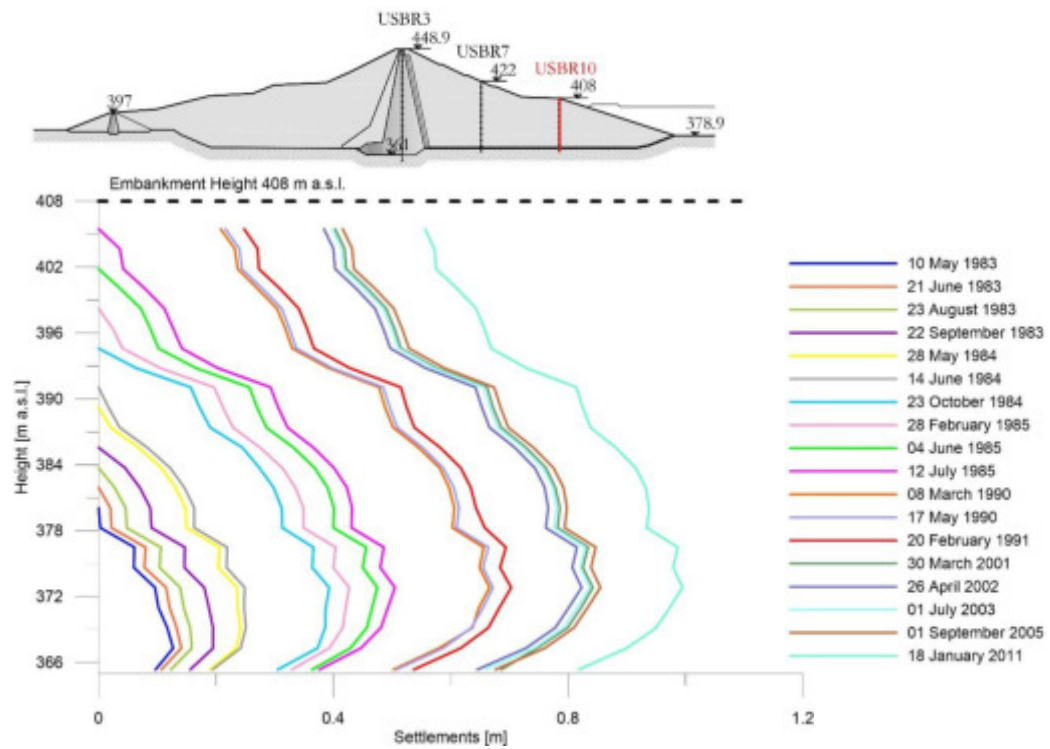 USBR3
448.9
USBR7
422
USBR10
408
397
378.9
Embankment Height 408 m a.s.l.
408
402
396
390
384
378
372
366
Height [m a.s.l.]
0
0.4
0.8
1.2
Settlements [m]
10 May 1983
21 June 1983
23 August 1983
22 September 1983
28 May 1984
14 June 1984
23 October 1984
28 February 1985
04 June 1985
12 July 1985
08 March 1990
17 May 1990
20 February 1991
30 March 2001
26 April 2002
01 July 2003
01 September 2005
18 January 2011